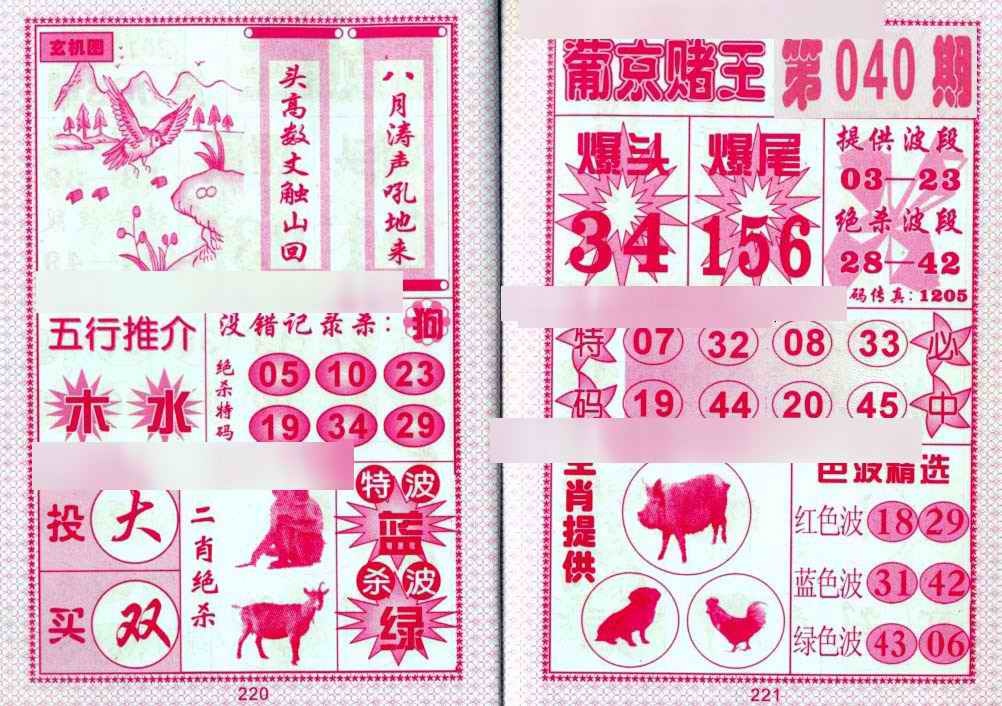 玄机图
八月涛声吼地来
头高数丈触山回
五行推介
木 水
没错记录杀：狗
绝杀特码
05 10 23
19 34 29
投 大
买 双
二肖绝杀
特波
蓝
杀波
绿
220
葡京赌王 第040期
爆头
34
爆尾
156
提供波段
03—23
绝杀波段
28—42
码传真：1205
特码
07 32 08 33
19 44 20 45
必中
生肖提供
色波精选
红色波 18 29
蓝色波 31 42
绿色波 43 06
221